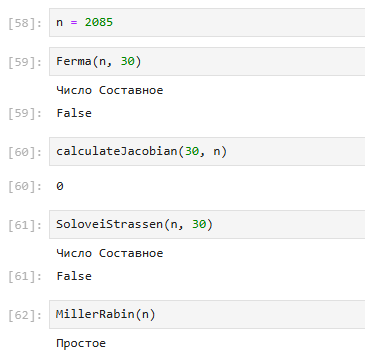 [58]: n = 2085
[59]: Ferma(n, 30)
Число Составное
[59]: False
[60]: calculateJacobian(30, n)
[60]: 0
[61]: SoloveiStrassen(n, 30)
Число Составное
[61]: False
[62]: MillerRabin(n)
Простое